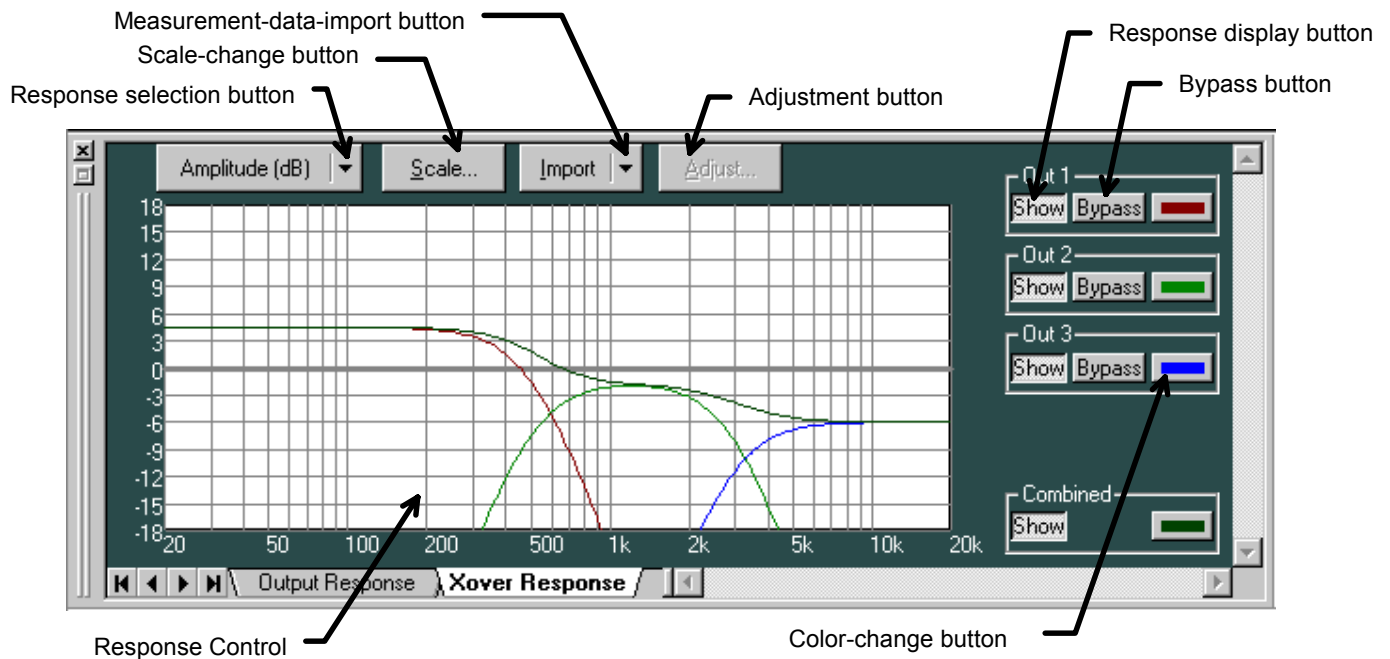 Measurement-data-import button
Scale-change button
Response selection button
Response display button
Bypass button
Adjustment button
Amplitude (dB)
Scale...
Import
Adjust...
18
15
12
9
6
3
0
-3
-6
-9
-12
-15
-18
20 50 100 200 500 1k 2k 5k 10k 20k
Out 1
Show Bypass
Out 2
Show Bypass
Out 3
Show Bypass
Combined
Show
Output Response Xover Response
Response Control
Color-change button